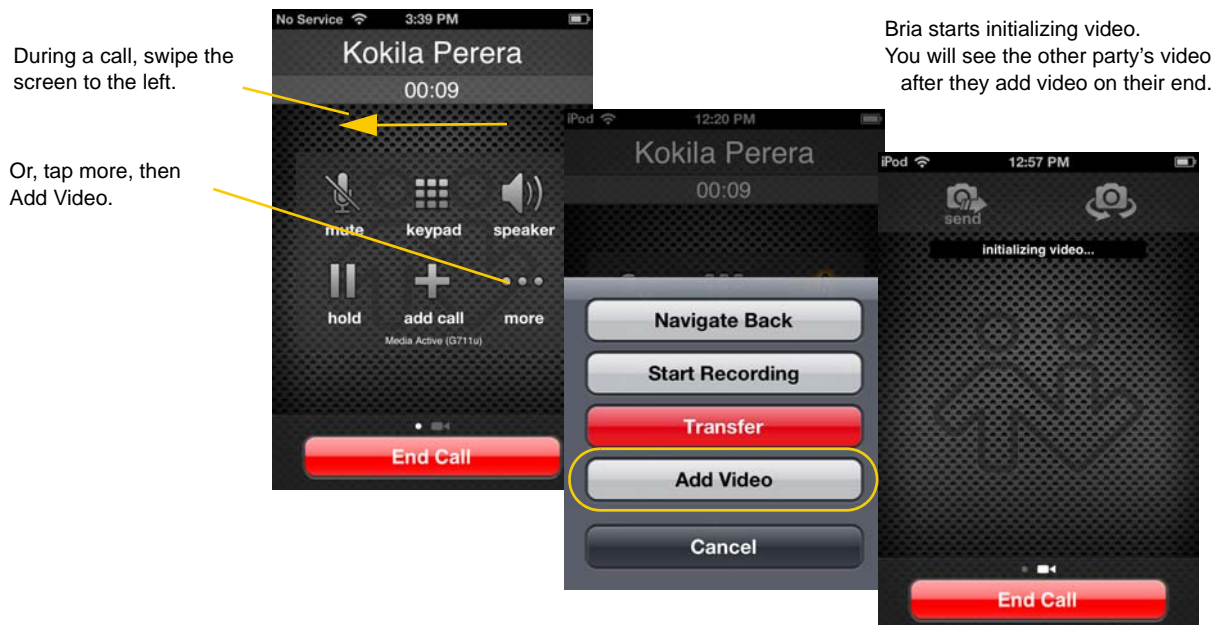 During a call, swipe the
screen to the left.
Or, tap more, then
Add Video.
No Service 3:39 PM
Kokila Perera
00:09
mute keypad speaker
hold add call more
Media Active (G711u)
End Call
iPod 12:20 PM
Kokila Perera
00:09
Navigate Back
Start Recording
Transfer
Add Video
Cancel
Bria starts initializing video.
You will see the other party’s video
after they add video on their end.
iPod 12:57 PM
send
initializing video...
End Call